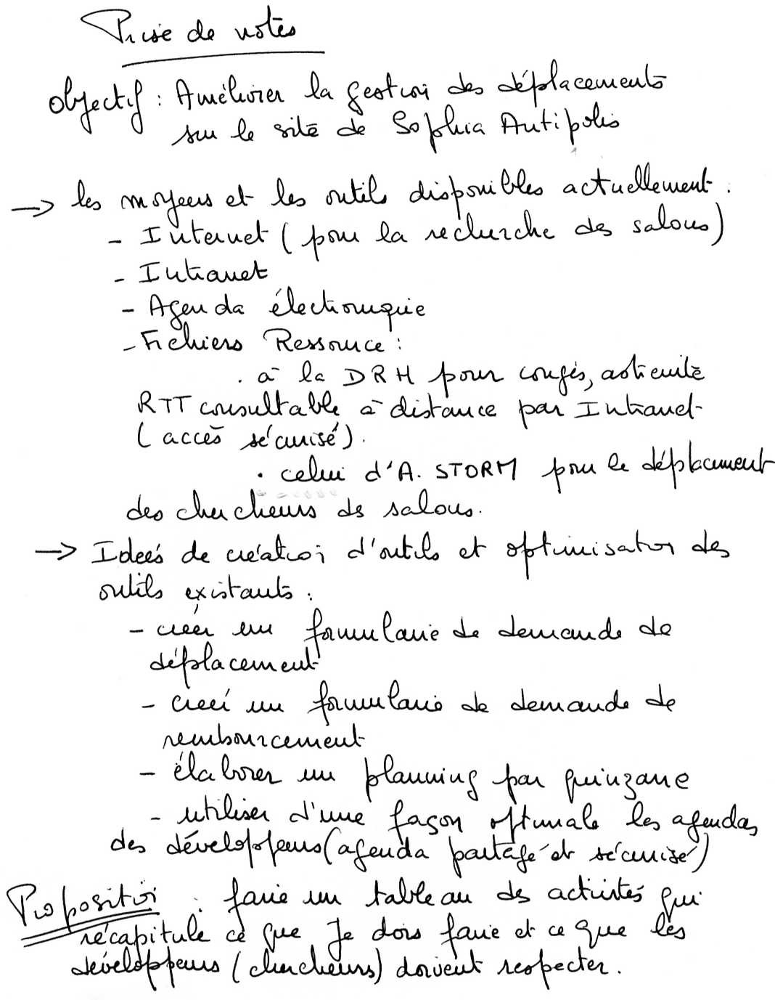 Prise de notes
Objectif : Améliorer la gestion des déplacements
sur le site de Sophia Antipolis
→ les moyens et les outils disponibles actuellement :
- Internet (pour la recherche des salons)
- Intranet
- Agenda électronique
- Fichiers Ressource :
. à la DRH pour congés, astreinte
RTT consultable à distance par Intranet
(accès sécurisé).
. celui d'A. STORM pour le déplacement
des chercheurs ds salons.
→ Ideés de création d'outils et optimisation des
outils existants :
- créer un formulaire de demande de
déplacement
- créer un formulaire de demande de
remboursement
- élaborer un planning par quinzaine
- utiliser d'une façon optimale les agendas
des développeurs (agenda partagé et sécurisé)
Proposition : faire un tableau des activités qui
récapitule ce que Je dois faire et ce que les
développeurs (chercheurs) doivent respecter.